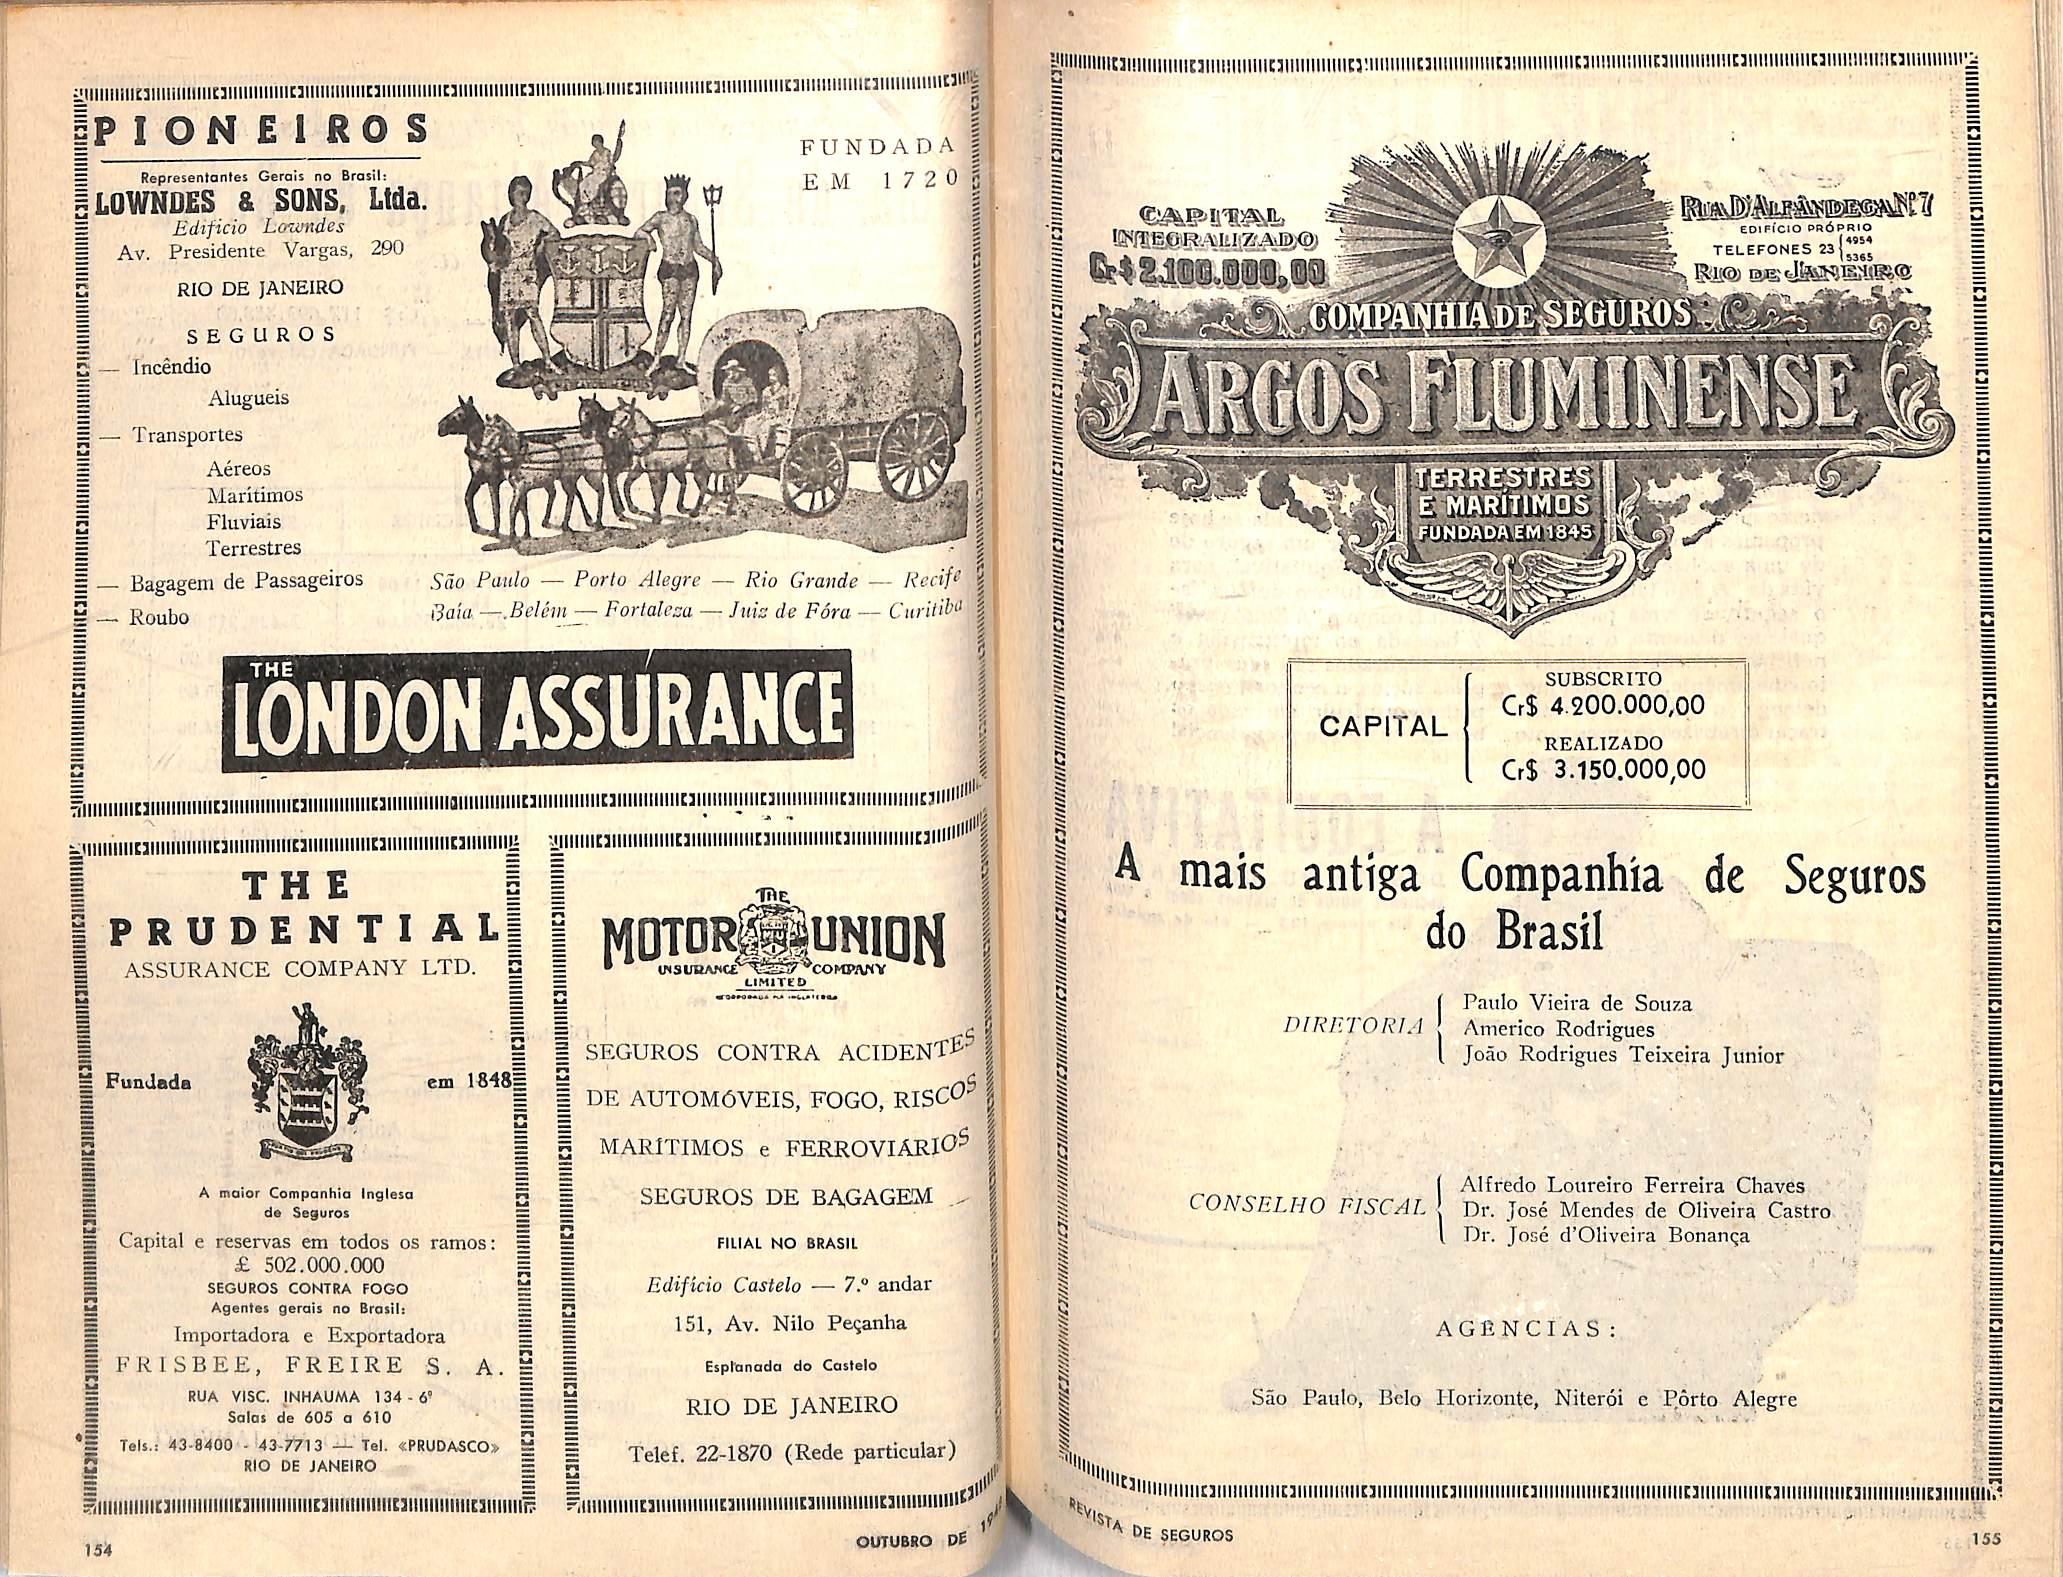 PIONEIROS
Representantes Gerais no Brasil:
LOWNDES & SONS, Ltda.
Edifício Lowndes
Av. Presidente Vargas, 290
RIO DE JANEIRO
SEGUROS
— Incêndio
Alugueis
— Transportes
Aéreos
Marítimos
Fluviais
Terrestres
— Bagagem de Passageiros
— Roubo
FUNDADA
EM 1720
São Paulo — Porto Alegre — Rio Grande — Recife
Baía — Belém — Fortaleza — Juiz de Fóra — Curitiba
THE
LONDON ASSURANCE
THE
PRUDENTIAL
ASSURANCE COMPANY LTD.
Fundada em 1848
A maior Companhia Inglesa
de Seguros
Capital e reservas em todos os ramos:
£ 502.000.000
SEGUROS CONTRA FOGO
Agentes gerais no Brasil:
Importadora e Exportadora
FRISBEE, FREIRE S. A.
RUA VISC. INHAUMA 134 - 6º
Salas de 605 a 610
Tels.: 43-8400 - 43-7713 — Tel. «PRUDASCO»
RIO DE JANEIRO
THE
MOTOR UNION
INSURANCE COMPANY
LIMITED
SEGUROS CONTRA ACIDENTES
DE AUTOMÓVEIS, FOGO, RISCOS
MARÍTIMOS e FERROVIÁRIOS
SEGUROS DE BAGAGEM
FILIAL NO BRASIL
Edifício Castelo — 7.º andar
151, Av. Nilo Peçanha
Esplanada do Castelo
RIO DE JANEIRO
Telef. 22-1870 (Rede particular)
154
OUTUBRO DE
CAPITAL
INTEGRALIZADO
Cr$ 2.100.000,00
RUA D'ALFÂNDEGA Nº 7
EDIFÍCIO PRÓPRIO
TELEFONES 23 { 4954
5365
RIO DE JANEIRO
COMPANHIA DE SEGUROS
ARGOS FLUMINENSE
TERRESTRES
E MARÍTIMOS
FUNDADA EM 1845
CAPITAL
SUBSCRITO
Cr$ 4.200.000,00
REALIZADO
Cr$ 3.150.000,00
A mais antiga Companhia de Seguros
do Brasil
DIRETORIA
Paulo Vieira de Souza
Americo Rodrigues
João Rodrigues Teixeira Junior
CONSELHO FISCAL
Alfredo Loureiro Ferreira Chaves
Dr. José Mendes de Oliveira Castro
Dr. José d'Oliveira Bonança
AGÊNCIAS:
São Paulo, Belo Horizonte, Niterói e Pôrto Alegre
REVISTA DE SEGUROS
155